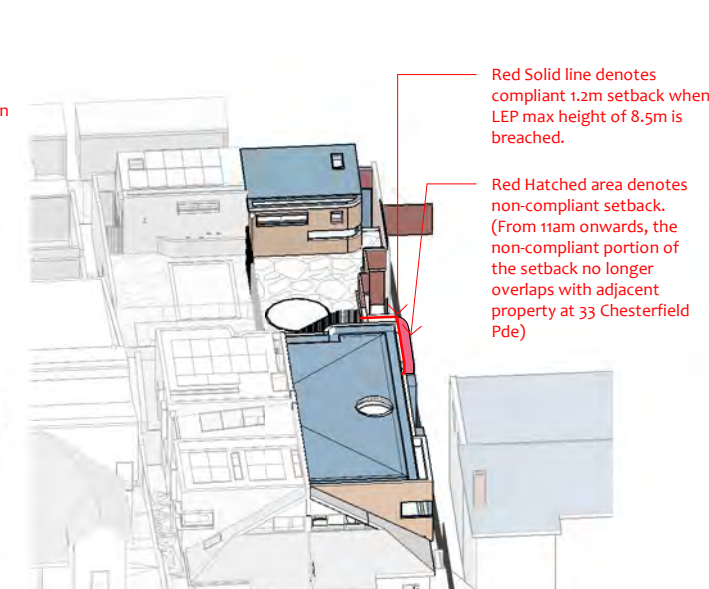 n
Red Solid line denotes
compliant 1.2m setback when
LEP max height of 8.5m is
breached.
Red Hatched area denotes
non-compliant setback.
(From 11am onwards, the
non-compliant portion of
the setback no longer
overlaps with adjacent
property at 33 Chesterfield
Pde)